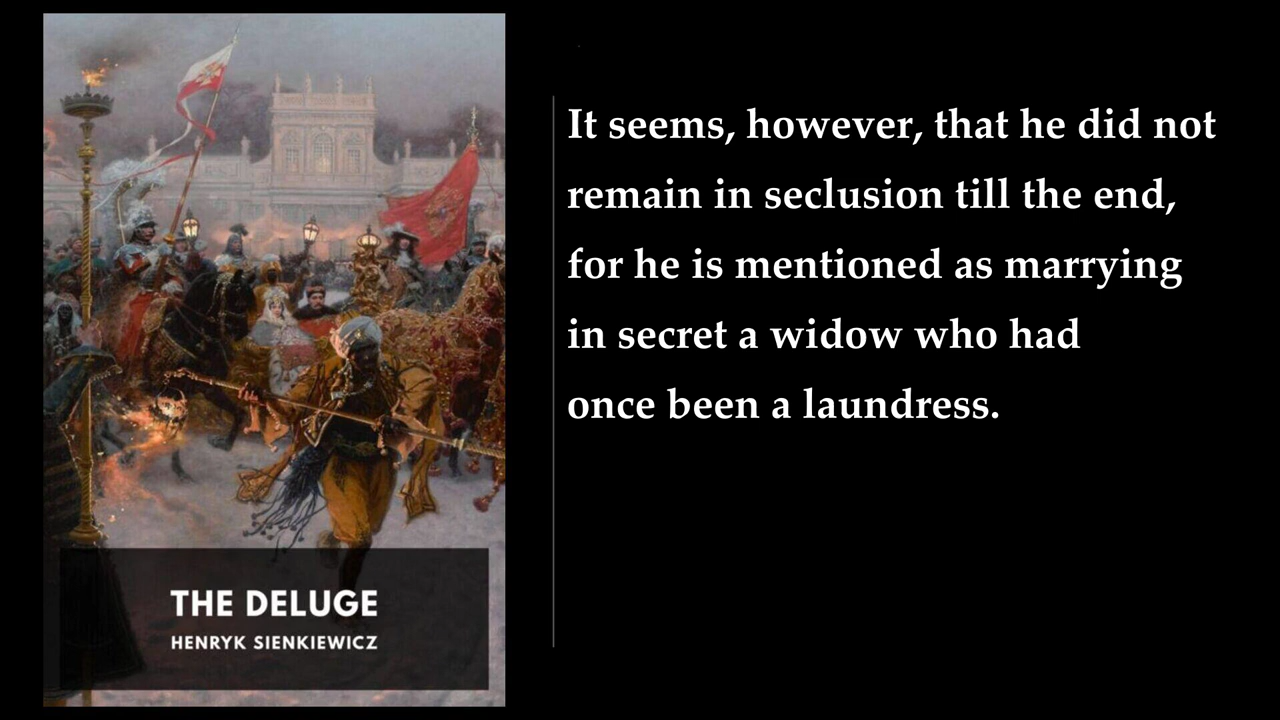 It seems, however, that he did not
remain in seclusion till the end,
for he is mentioned as marrying
in secret a widow who had
once been a laundress.
THE DELUGE
HENRYK SIENKIEWICZ